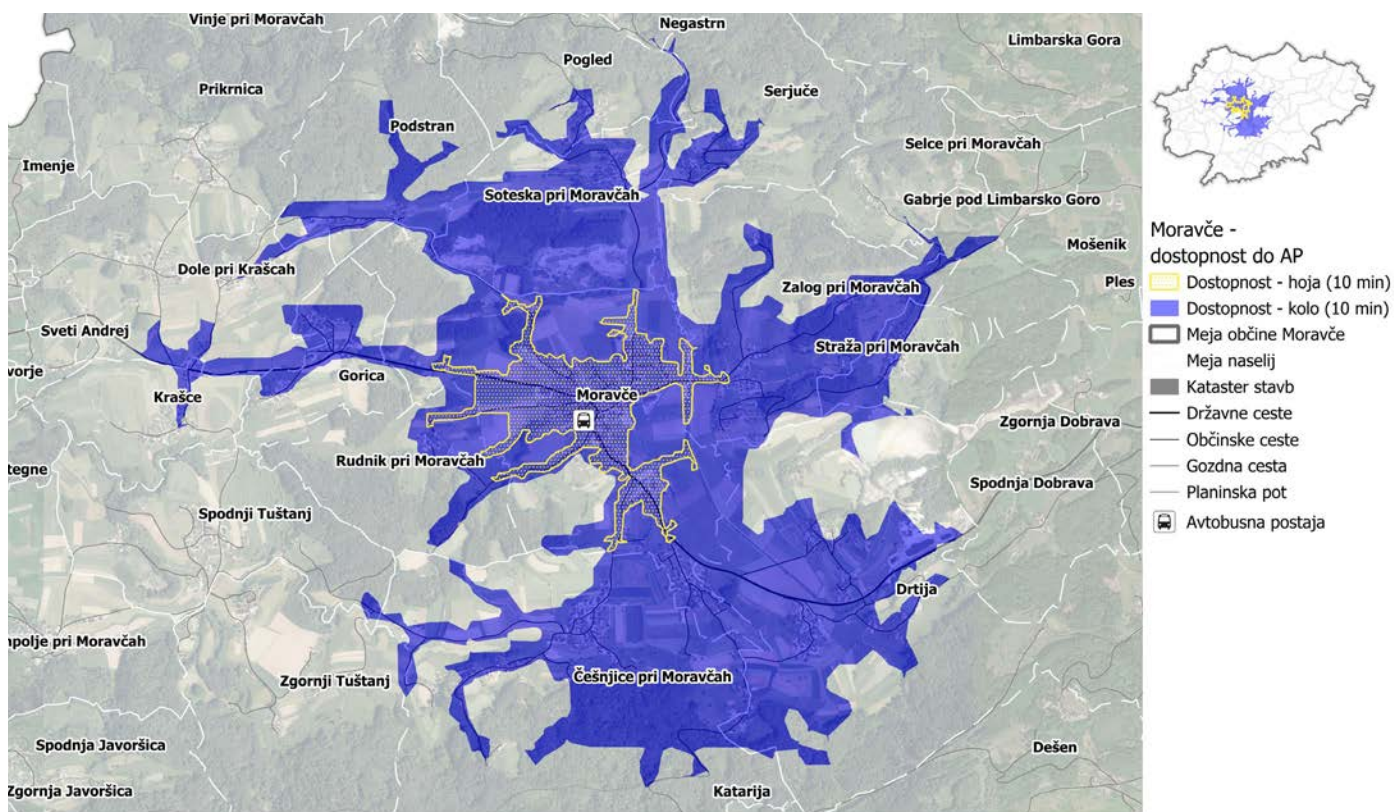 Vinje pri Moravčah
Negastrn
Limbarska Gora
Pogled
Prikrnica
Serjuče
Podstran
Selce pri Moravčah
Imenje
Soteska pri Moravčah
Gabrje pod Limbarsko Goro
Mošenik
Dole pri Krašcah
Ples
Zalog pri Moravčah
Sveti Andrej
Straža pri Moravčah
vorje
Gorica
Krašce
Moravče
Zgornja Dobrava
Rudnik pri Moravčah
tegne
Spodnja Dobrava
Spodnji Tuštanj
Drtija
npolje pri Moravčah
Zgornji Tuštanj
Češnjice pri Moravčah
Spodnja Javoršica
Dešen
Zgornja Javoršica
Katarija
Moravče -
dostopnost do AP
Dostopnost - hoja (10 min)
Dostopnost - kolo (10 min)
Meja občine Moravče
Meja naselij
Kataster stavb
Državne ceste
Občinske ceste
Gozdna cesta
Planinska pot
Avtobusna postaja